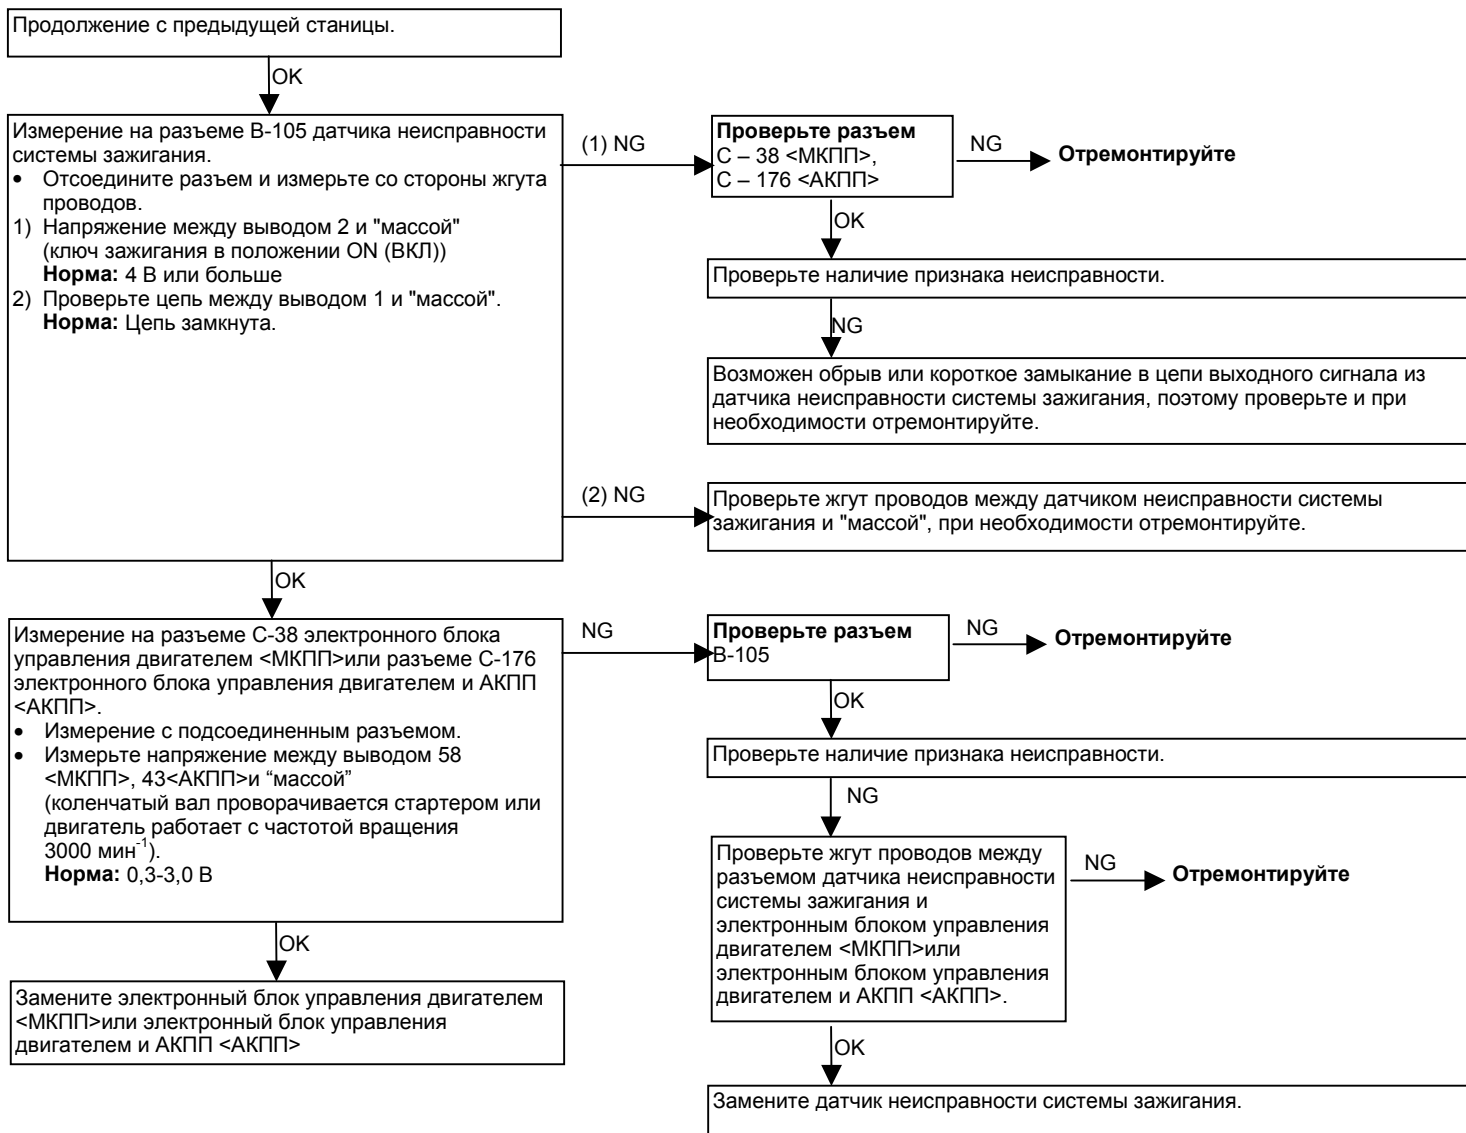 Продолжение с предыдущей станицы.
OK
Измерение на разъеме B-105 датчика неисправности
системы зажигания.
• Отсоедините разъем и измерьте со стороны жгута
проводов.
1) Напряжение между выводом 2 и "массой"
(ключ зажигания в положении ON (ВКЛ))
Норма: 4 В или больше
2) Проверьте цепь между выводом 1 и "массой".
Норма: Цепь замкнута.
(1) NG
Проверьте разъем
C – 38 <МКПП>,
C – 176 <АКПП>
NG
Отремонтируйте
OK
Проверьте наличие признака неисправности.
NG
Возможен обрыв или короткое замыкание в цепи выходного сигнала из
датчика неисправности системы зажигания, поэтому проверьте и при
необходимости отремонтируйте.
(2) NG
Проверьте жгут проводов между датчиком неисправности системы
зажигания и "массой", при необходимости отремонтируйте.
OK
Измерение на разъеме C-38 электронного блока
управления двигателем <МКПП>или разъеме C-176
электронного блока управления двигателем и АКПП
<АКПП>.
• Измерение с подсоединенным разъемом.
• Измерьте напряжение между выводом 58
<МКПП>, 43<АКПП>и “массой”
(коленчатый вал проворачивается стартером или
двигатель работает с частотой вращения
3000 мин⁻¹).
Норма: 0,3-3,0 В
NG
Проверьте разъем
B-105
NG
Отремонтируйте
OK
Проверьте наличие признака неисправности.
NG
Проверьте жгут проводов между
разъемом датчика неисправности
системы зажигания и
электронным блоком управления
двигателем <МКПП>или
электронным блоком управления
двигателем и АКПП <АКПП>.
NG
Отремонтируйте
OK
Замените датчик неисправности системы зажигания.
OK
Замените электронный блок управления двигателем
<МКПП>или электронный блок управления
двигателем и АКПП <АКПП>